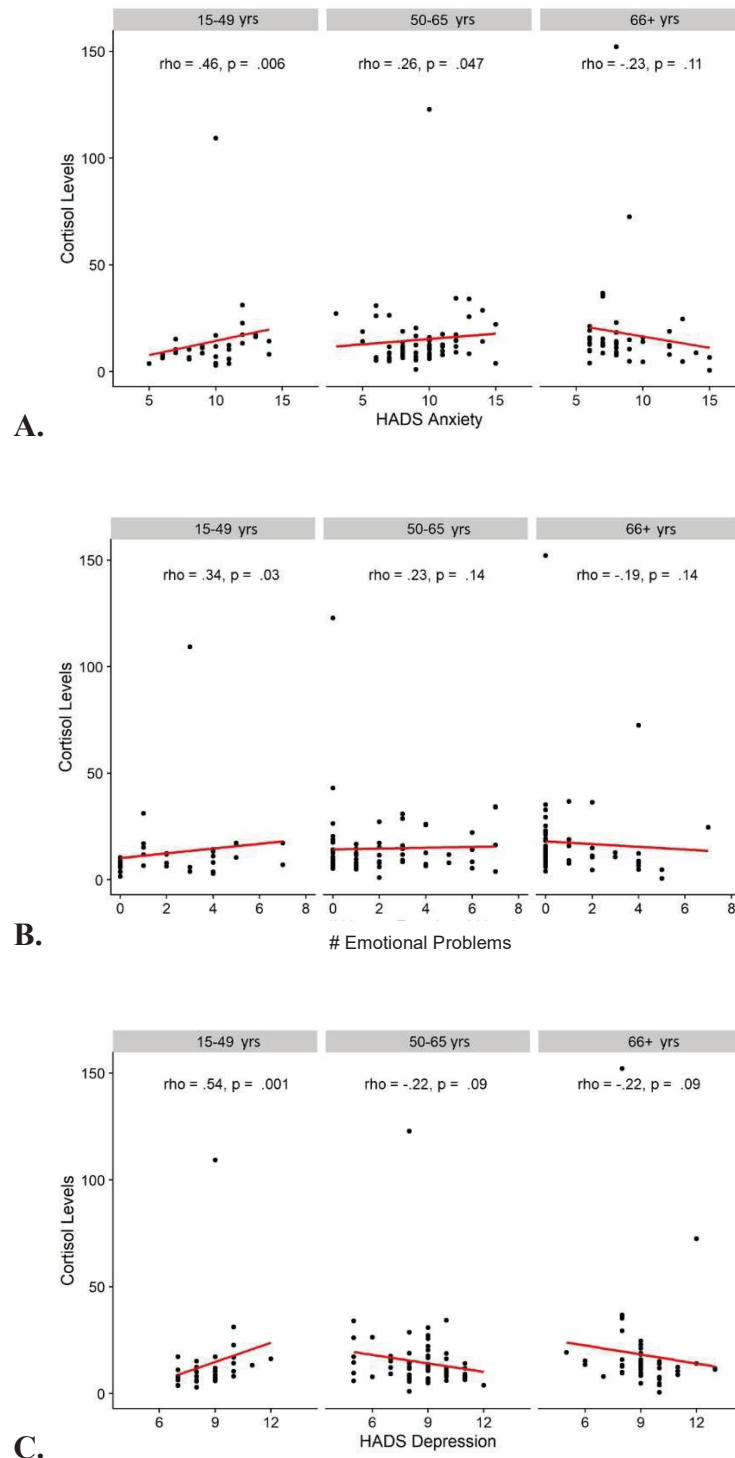 15-49 yrs 50-65 yrs 66+ yrs
rho = .46, p = .006 rho = .26, p = .047 rho = -.23, p = .11
150
100
50
0
Cortisol Levels
5 10 15 5 10 15 5 10 15
HADS Anxiety
A.
15-49 yrs 50-65 yrs 66+ yrs
rho = .34, p = .03 rho = .23, p = .14 rho = -.19, p = .14
150
100
50
0
Cortisol Levels
0 2 4 6 8 0 2 4 6 8 0 2 4 6 8
# Emotional Problems
B.
15-49 yrs 50-65 yrs 66+ yrs
rho = .54, p = .001 rho = -.22, p = .09 rho = -.22, p = .09
150
100
50
0
Cortisol Levels
6 9 12 6 9 12 6 9 12
HADS Depression
C.